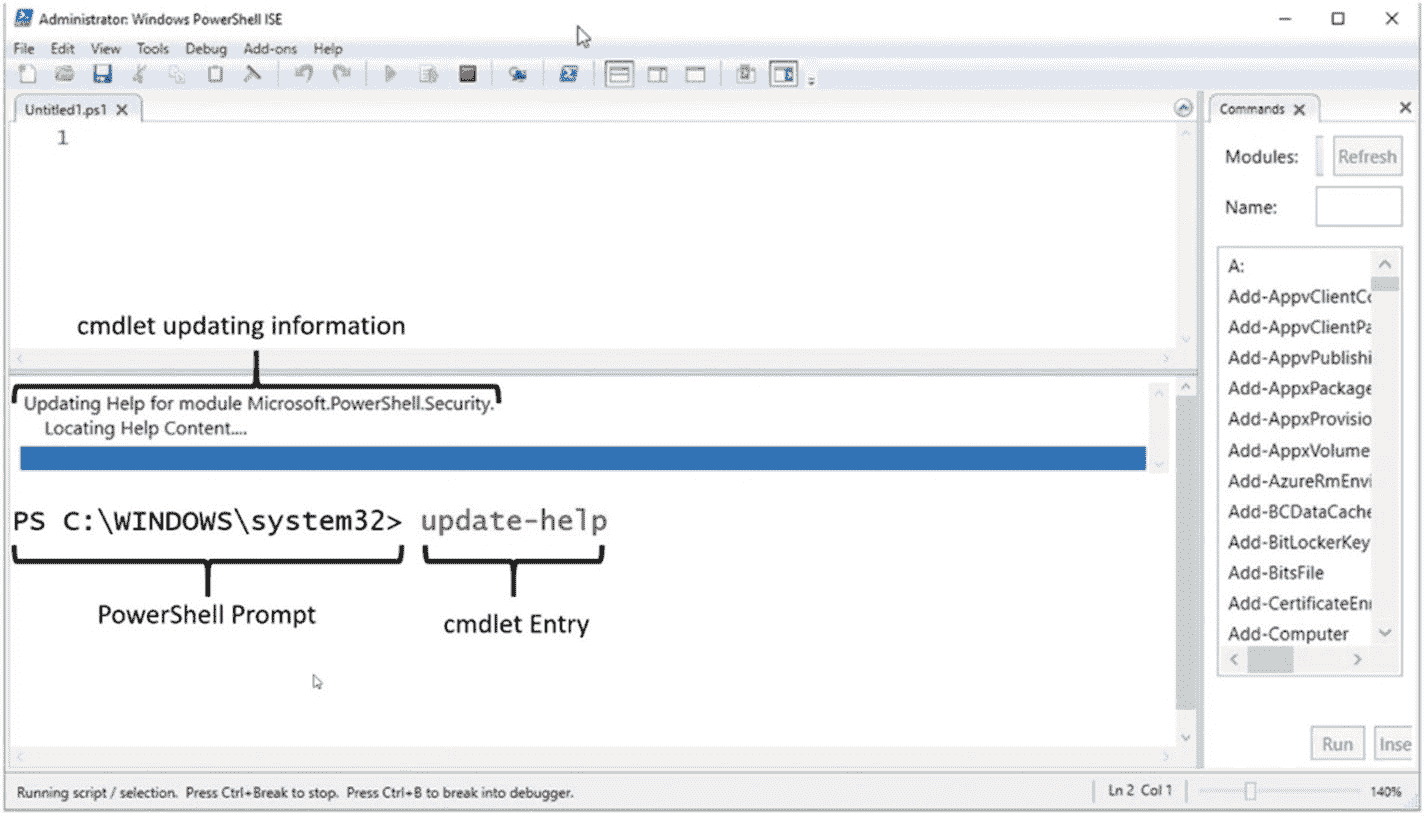 Administrator: Windows PowerShell ISE
File Edit View Tools Debug Add-ons Help
Untitled1.ps1
1
cmdlet updating information
Updating Help for module Microsoft.PowerShell.Security.
Locating Help Content....
PS C:\WINDOWS\system32> update-help
PowerShell Prompt
cmdlet Entry
Commands
Modules:
Refresh
Name:
A:
Add-AppvClientCo
Add-AppvClientPa
Add-AppvPublishi
Add-AppxPackage
Add-AppxProvisio
Add-AppxVolume
Add-AzureRmEnvi
Add-BCDataCache
Add-BitLockerKey
Add-BitsFile
Add-CertificateEnr
Add-Computer
Run
Inse
Running script / selection. Press Ctrl+Break to stop. Press Ctrl+B to break into debugger.
Ln 2 Col 1
140%